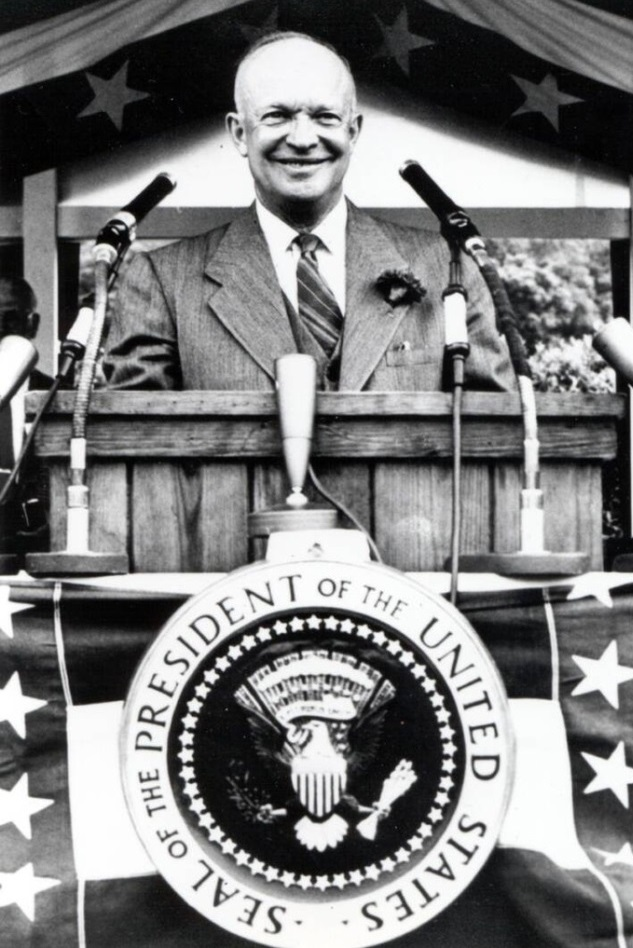 SEAL OF THE PRESIDENT OF THE UNITED STATES